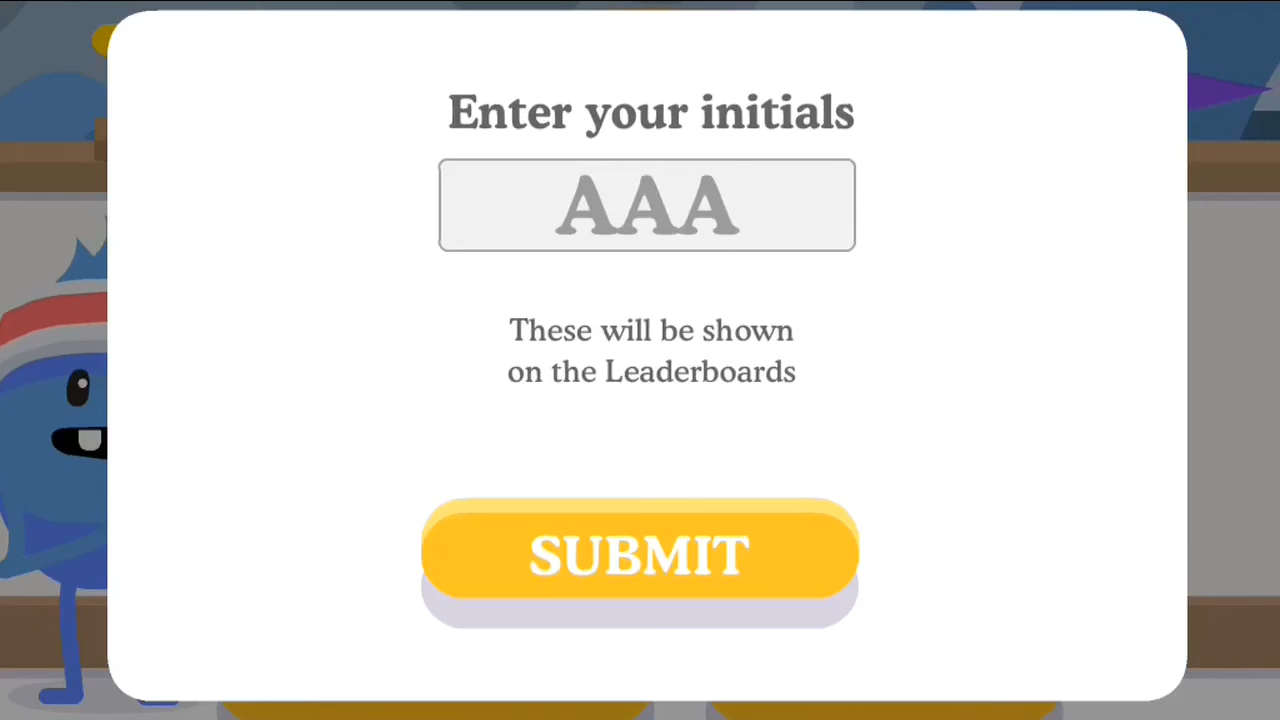 Enter your initials
AAA
These will be shown
on the Leaderboards
SUBMIT